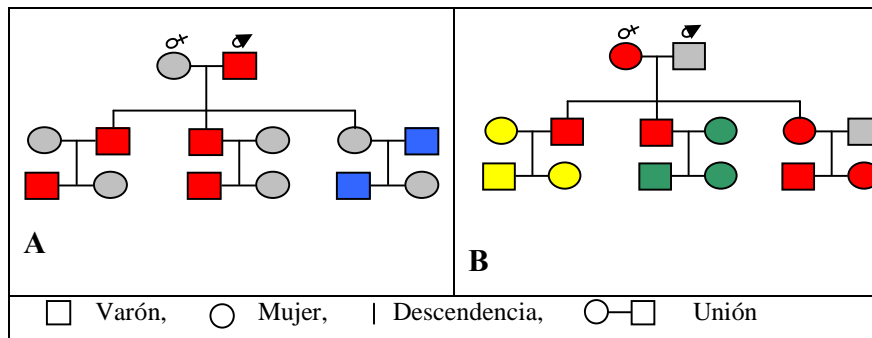 A
B
Varón, Mujer, Descendencia, Unión